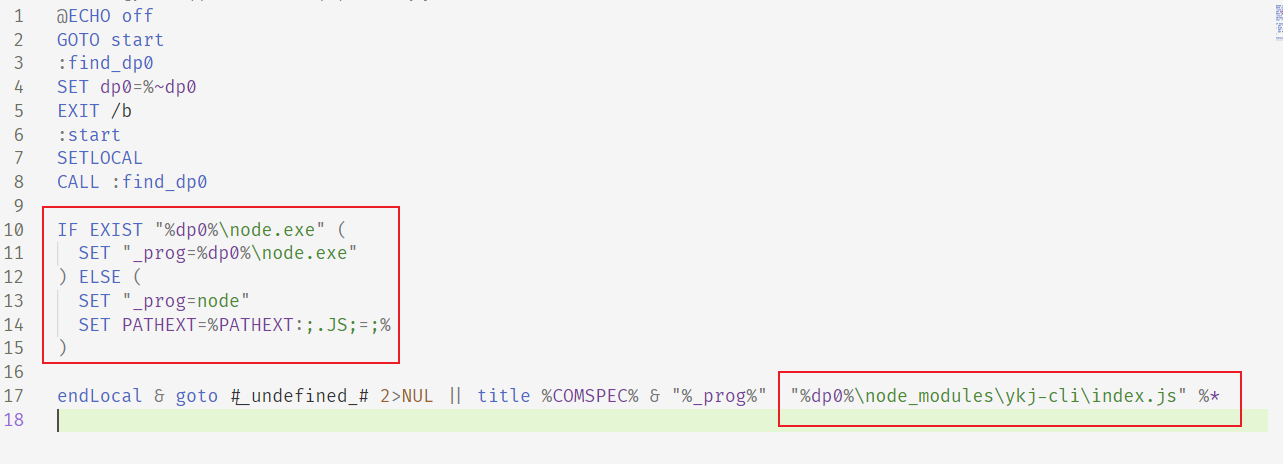 1 @ECHO off
2 GOTO start
3 :find_dp0
4 SET dp0=%~dp0
5 EXIT /b
6 :start
7 SETLOCAL
8 CALL :find_dp0
9
10 IF EXIST "%dp0%\node.exe" (
11   SET "_prog=%dp0%\node.exe"
12 ) ELSE (
13   SET "_prog=node"
14   SET PATHEXT=%PATHEXT:;.JS;=;%
15 )
16
17 endLocal & goto #_undefined_# 2>NUL || title %COMSPEC% & "%_prog%"  "%dp0%\node_modules\ykj-cli\index.js" %*
18